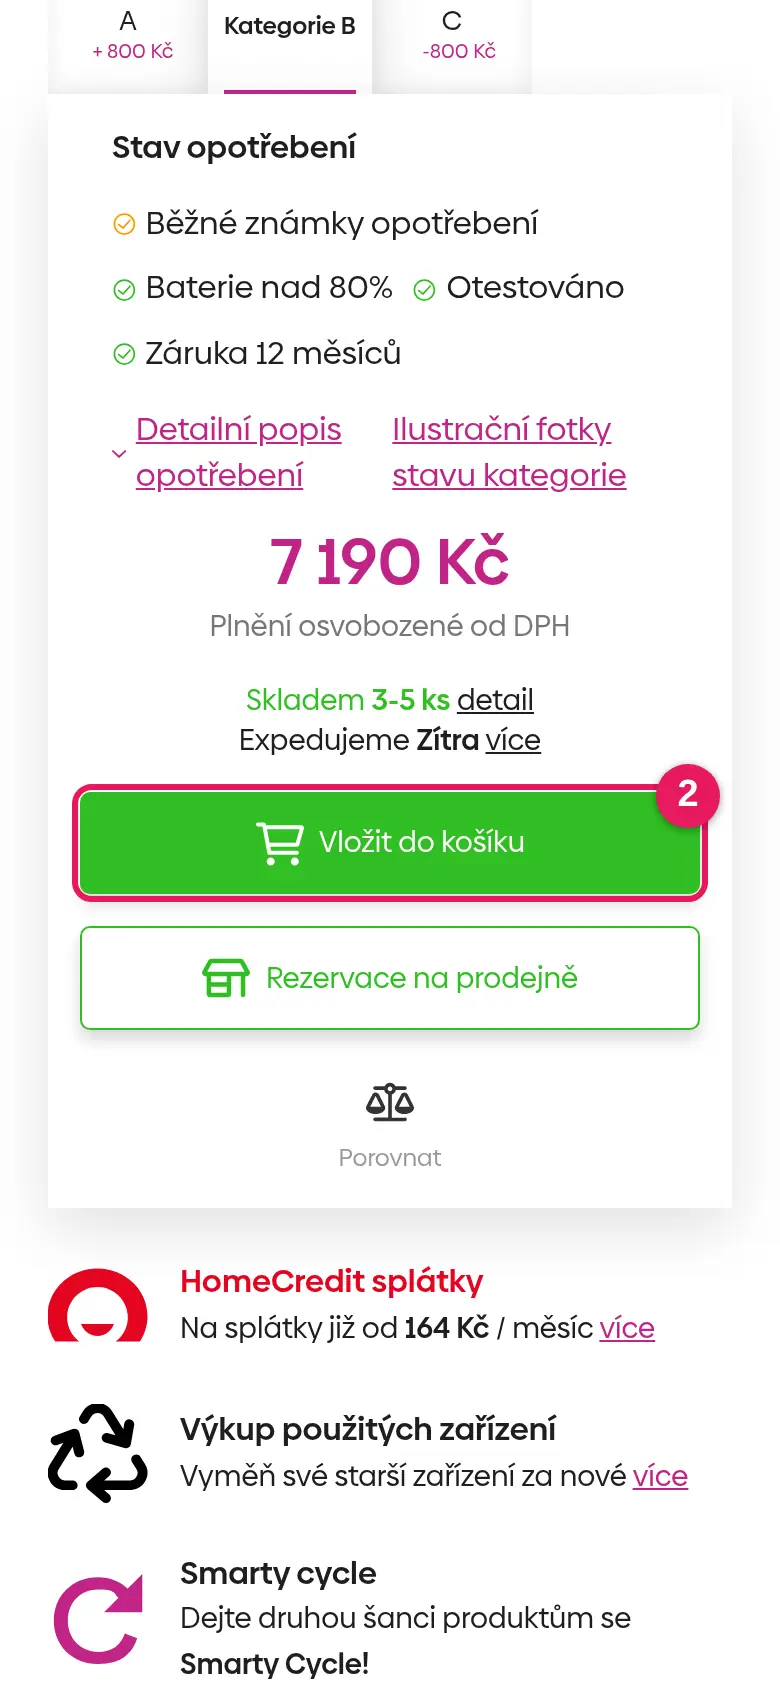 A
Kategorie B
C
+ 800 Kč
-800 Kč
Stav opotřebení
Běžné známky opotřebení
Baterie nad 80% Otestováno
Záruka 12 měsíců
Detailní popis opotřebení
Ilustrační fotky stavu kategorie
7 190 Kč
Plnění osvobozené od DPH
Skladem 3-5 ks detail
Expedujeme Zítra více
2
Vložit do košíku
Rezervace na prodejně
Porovnat
HomeCredit splátky
Na splátky již od 164 Kč / měsíc více
Výkup použitých zařízení
Vyměň své starší zařízení za nové více
Smarty cycle
Dejte druhou šanci produktům se
Smarty Cycle!